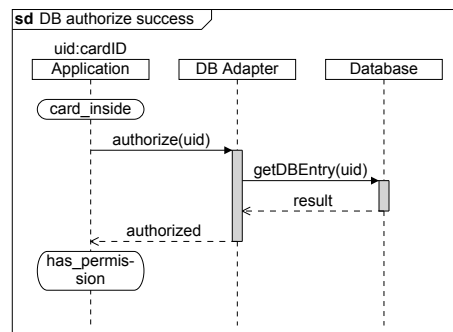 sd DB authorize success
uid:cardID
Application DB Adapter Database
card_inside
authorize(uid)
getDBEntry(uid)
result
authorized
has_permis-
sion